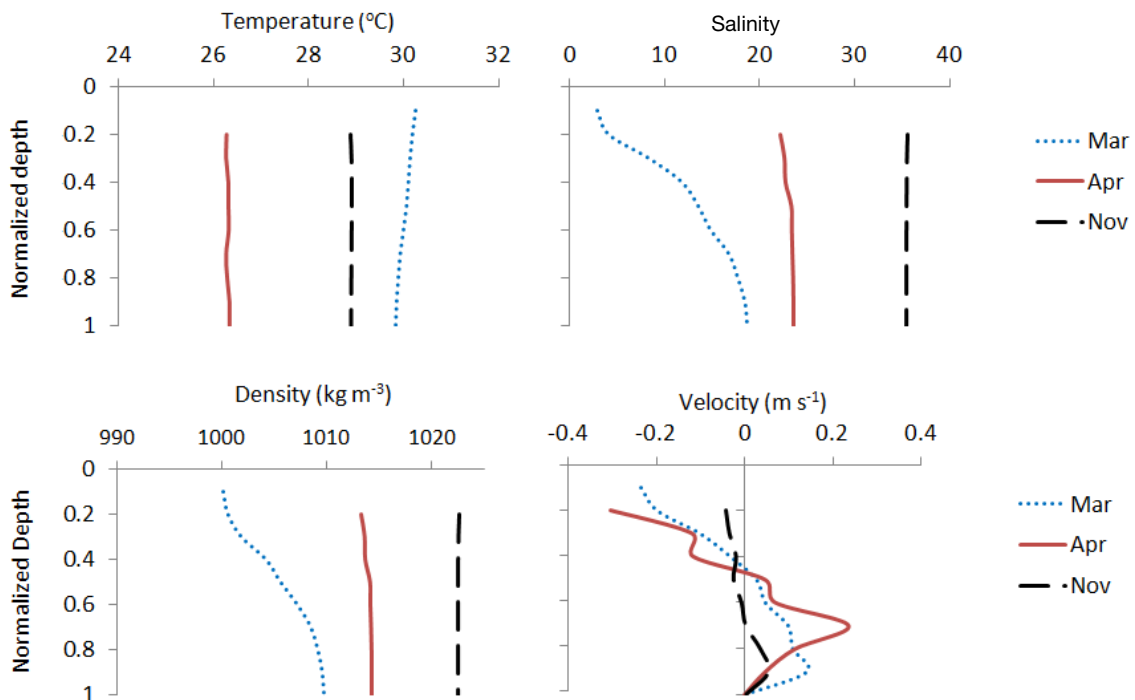 Temperature (ºC)
24 26 28 30 32
0
0.2
0.4
0.6
0.8
1
Normalized depth
Salinity
0 10 20 30 40
Mar
Apr
Nov
Density (kg m-3)
990 1000 1010 1020
0
0.2
0.4
0.6
0.8
1
Normalized Depth
Velocity (m s-1)
-0.4 -0.2 0 0.2 0.4
Mar
Apr
Nov